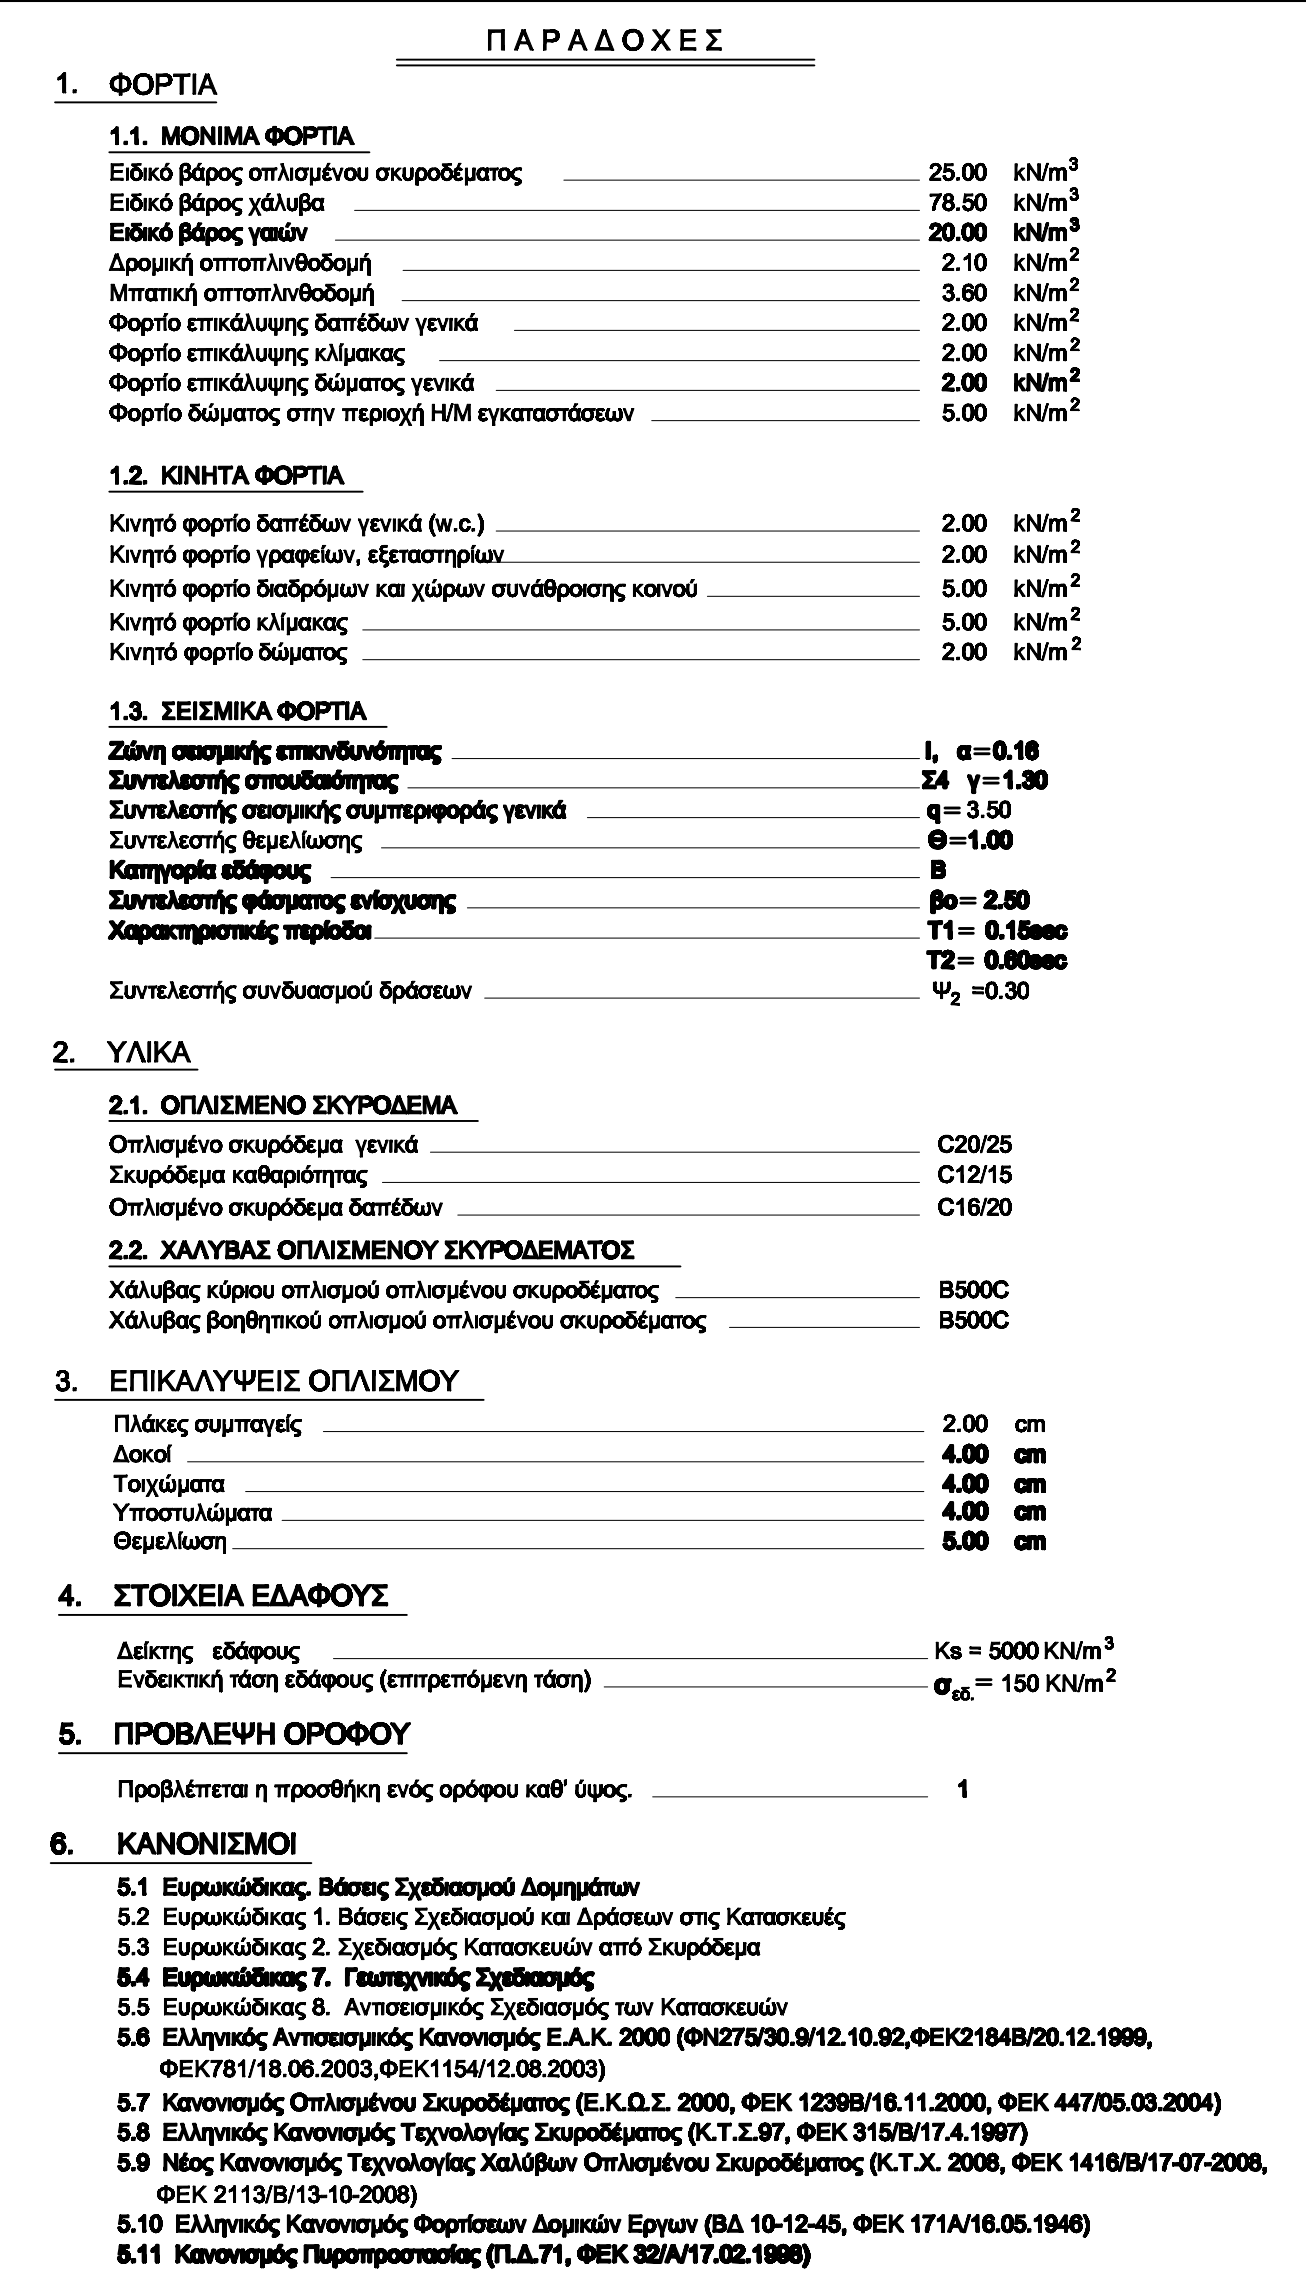 ΠΑΡΑΔΟΧΕΣ
1. ΦΟΡΤΙΑ
1.1. ΜΟΝΙΜΑ ΦΟΡΤΙΑ
Ειδικό βάρος οπλισμένου σκυροδέματος 25.00 kN/m³
Ειδικό βάρος χάλυβα 78.50 kN/m³
Ειδικό βάρος γαιών 20.00 kN/m³
Δρομική οπτοπλινθοδομή 2.10 kN/m²
Μπατική οπτοπλινθοδομή 3.60 kN/m²
Φορτίο επικάλυψης δαπέδων γενικά 2.00 kN/m²
Φορτίο επικάλυψης κλίμακας 2.00 kN/m²
Φορτίο επικάλυψης δώματος γενικά 2.00 kN/m²
Φορτίο δώματος στην περιοχή Η/Μ εγκαταστάσεων 5.00 kN/m²
1.2. ΚΙΝΗΤΑ ΦΟΡΤΙΑ
Κινητό φορτίο δαπέδων γενικά (w.c.) 2.00 kN/m²
Κινητό φορτίο γραφείων, εξεταστηρίων 2.00 kN/m²
Κινητό φορτίο διαδρόμων και χώρων συνάθροισης κοινού 5.00 kN/m²
Κινητό φορτίο κλίμακας 5.00 kN/m²
Κινητό φορτίο δώματος 2.00 kN/m²
1.3. ΣΕΙΣΜΙΚΑ ΦΟΡΤΙΑ
Ζώνη σεισμικής επικινδυνότητας Ι, α=0.16
Συντελεστής σπουδαιότητας Σ4 γ=1.30
Συντελεστής σεισμικής συμπεριφοράς γενικά q= 3.50
Συντελεστής θεμελίωσης Θ=1.00
Κατηγορία εδάφους Β
Συντελεστής φάσματος ενίσχυσης βο= 2.50
Χαρακτηριστικές περίοδοι Τ1= 0.15sec
Τ2= 0.60sec
Συντελεστής συνδυασμού δράσεων Ψ₂ =0.30
2. ΥΛΙΚΑ
2.1. ΟΠΛΙΣΜΕΝΟ ΣΚΥΡΟΔΕΜΑ
Οπλισμένο σκυρόδεμα γενικά C20/25
Σκυρόδεμα καθαριότητας C12/15
Οπλισμένο σκυρόδεμα δαπέδων C16/20
2.2. ΧΑΛΥΒΑΣ ΟΠΛΙΣΜΕΝΟΥ ΣΚΥΡΟΔΕΜΑΤΟΣ
Χάλυβας κύριου οπλισμού οπλισμένου σκυροδέματος B500C
Χάλυβας βοηθητικού οπλισμού οπλισμένου σκυροδέματος B500C
3. ΕΠΙΚΑΛΥΨΕΙΣ ΟΠΛΙΣΜΟΥ
Πλάκες συμπαγείς 2.00 cm
Δοκοί 4.00 cm
Τοιχώματα 4.00 cm
Υποστυλώματα 4.00 cm
Θεμελίωση 5.00 cm
4. ΣΤΟΙΧΕΙΑ ΕΔΑΦΟΥΣ
Δείκτης εδάφους Ks = 5000 KN/m³
Ενδεικτική τάση εδάφους (επιτρεπόμενη τάση) σεδ.= 150 KN/m²
5. ΠΡΟΒΛΕΨΗ ΟΡΟΦΟΥ
Προβλέπεται η προσθήκη ενός ορόφου καθ' ύψος. 1
6. ΚΑΝΟΝΙΣΜΟΙ
5.1 Ευρωκώδικας. Βάσεις Σχεδιασμού Δομημάτων
5.2 Ευρωκώδικας 1. Βάσεις Σχεδιασμού και Δράσεων στις Κατασκευές
5.3 Ευρωκώδικας 2. Σχεδιασμός Κατασκευών από Σκυρόδεμα
5.4 Ευρωκώδικας 7. Γεωτεχνικός Σχεδιασμός
5.5 Ευρωκώδικας 8. Αντισεισμικός Σχεδιασμός των Κατασκευών
5.6 Ελληνικός Αντισεισμικός Κανονισμός Ε.Α.Κ. 2000 (ΦΝ275/30.9/12.10.92,ΦΕΚ2184Β/20.12.1999,
ΦΕΚ781/18.06.2003,ΦΕΚ1154/12.08.2003)
5.7 Κανονισμός Οπλισμένου Σκυροδέματος (Ε.Κ.Ω.Σ. 2000, ΦΕΚ 1239Β/16.11.2000, ΦΕΚ 447/05.03.2004)
5.8 Ελληνικός Κανονισμός Τεχνολογίας Σκυροδέματος (Κ.Τ.Σ.97, ΦΕΚ 315/Β/17.4.1997)
5.9 Νέος Κανονισμός Τεχνολογίας Χαλύβων Οπλισμένου Σκυροδέματος (Κ.Τ.Χ. 2008, ΦΕΚ 1416/Β/17-07-2008,
ΦΕΚ 2113/Β/13-10-2008)
5.10 Ελληνικός Κανονισμός Φορτίσεων Δομικών Εργων (ΒΔ 10-12-45, ΦΕΚ 171Α/16.05.1946)
5.11 Κανονισμός Πυροπροστασίας (Π.Δ.71, ΦΕΚ 32/Α/17.02.1998)